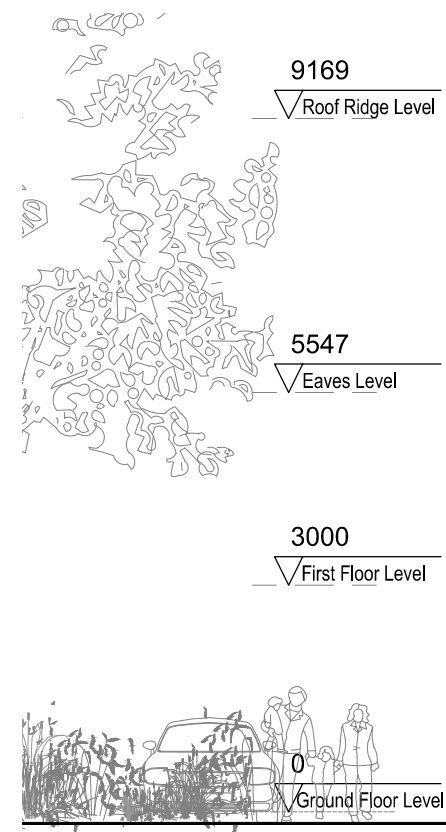 9169
Roof Ridge Level
5547
Eaves Level
3000
First Floor Level
0
Ground Floor Level